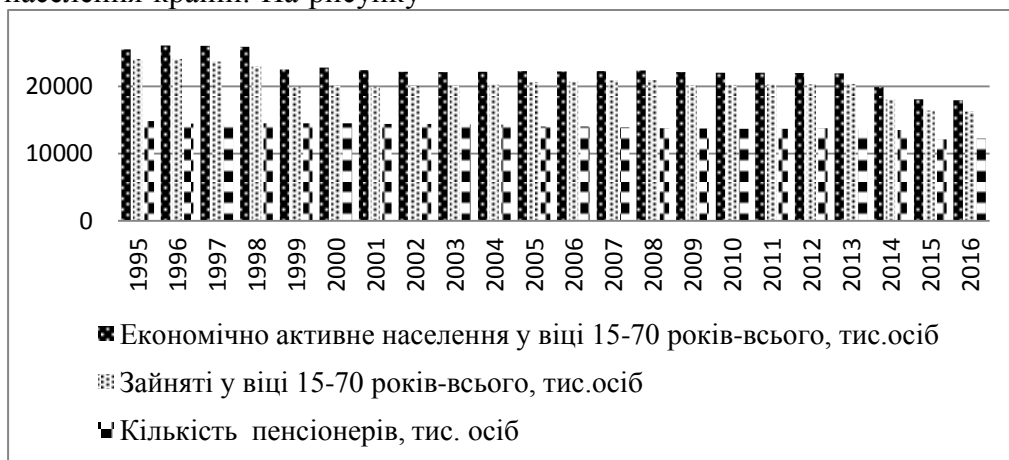 населення країни. На рисунку
20000
10000
0
1995 1996 1997 1998 1999 2000 2001 2002 2003 2004 2005 2006 2007 2008 2009 2010 2011 2012 2013 2014 2015 2016
Економічно активне населення у віці 15-70 років-всього, тис.осіб
Зайняті у віці 15-70 років-всього, тис.осіб
Кількість пенсіонерів, тис. осіб